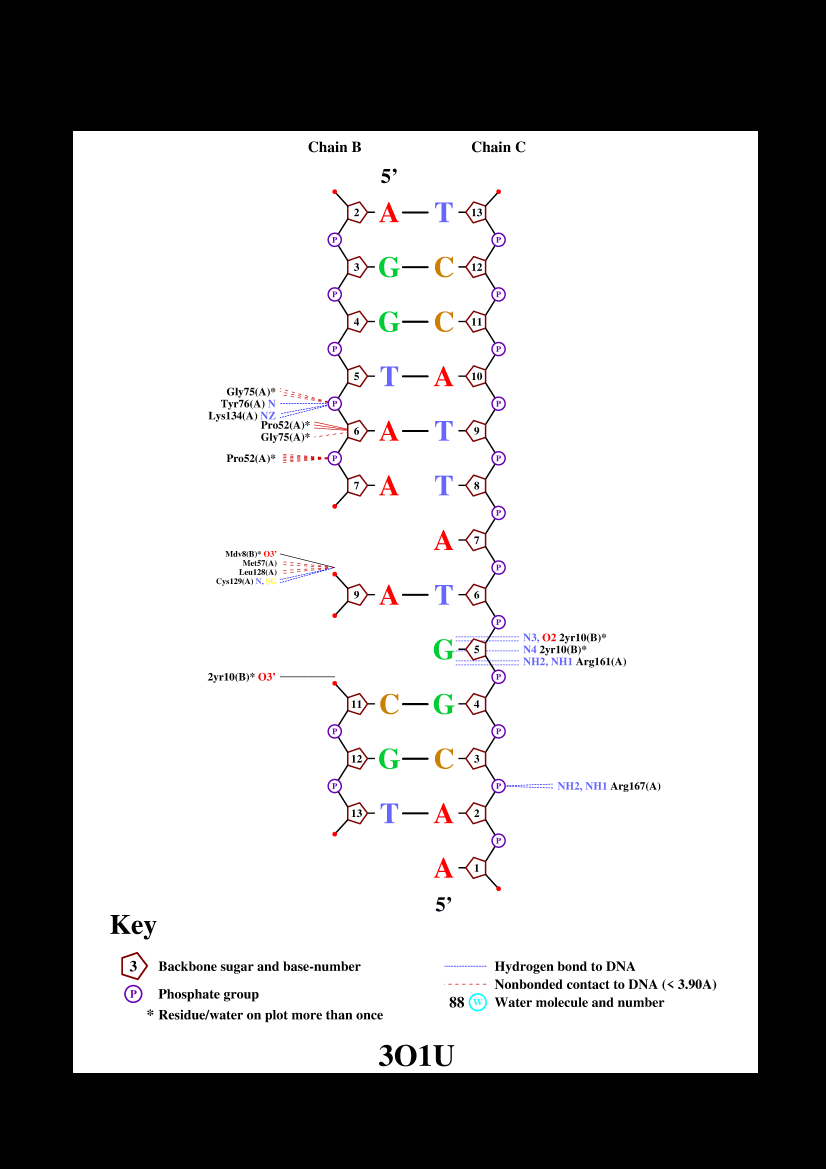 Chain B Chain C
5’
2 A T 13
P P
3 G C 12
P P
4 G C 11
P P
5 T A 10
Gly75(A)*
Tyr76(A) N P P
Lys134(A) NZ
Pro52(A)*
6 A T 9
Gly75(A)*
Pro52(A)* P P
7 A T 8
P
A 7
Mdv8(B)* O3'
Met57(A) P
Leu128(A)
Cys129(A) N, SG
9 A T 6
P
N3, O2 2yr10(B)*
G 5 N4 2yr10(B)*
NH2, NH1 Arg161(A)
2yr10(B)* O3' P
11 C G 4
P P
12 G C 3
P P NH2, NH1 Arg167(A)
13 T A 2
P
A 1
5’
Key
3 Backbone sugar and base-number
P Phosphate group
* Residue/water on plot more than once
Hydrogen bond to DNA
Nonbonded contact to DNA (< 3.90A)
88 W Water molecule and number
3O1U